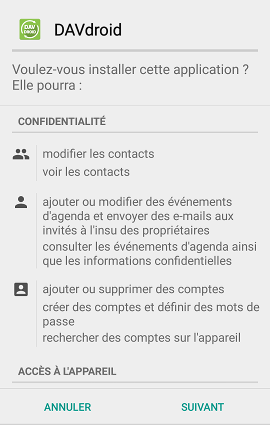 DAV
DROID
DAVdroid
Voulez-vous installer cette application ?
Elle pourra :
CONFIDENTIALITÉ
modifier les contacts
voir les contacts
ajouter ou modifier des événements
d'agenda et envoyer des e-mails aux
invités à l'insu des propriétaires
consulter les événements d'agenda ainsi
que les informations confidentielles
ajouter ou supprimer des comptes
créer des comptes et définir des mots de
passe
rechercher des comptes sur l'appareil
ACCÈS À L'APPAREIL
ANNULER
SUIVANT